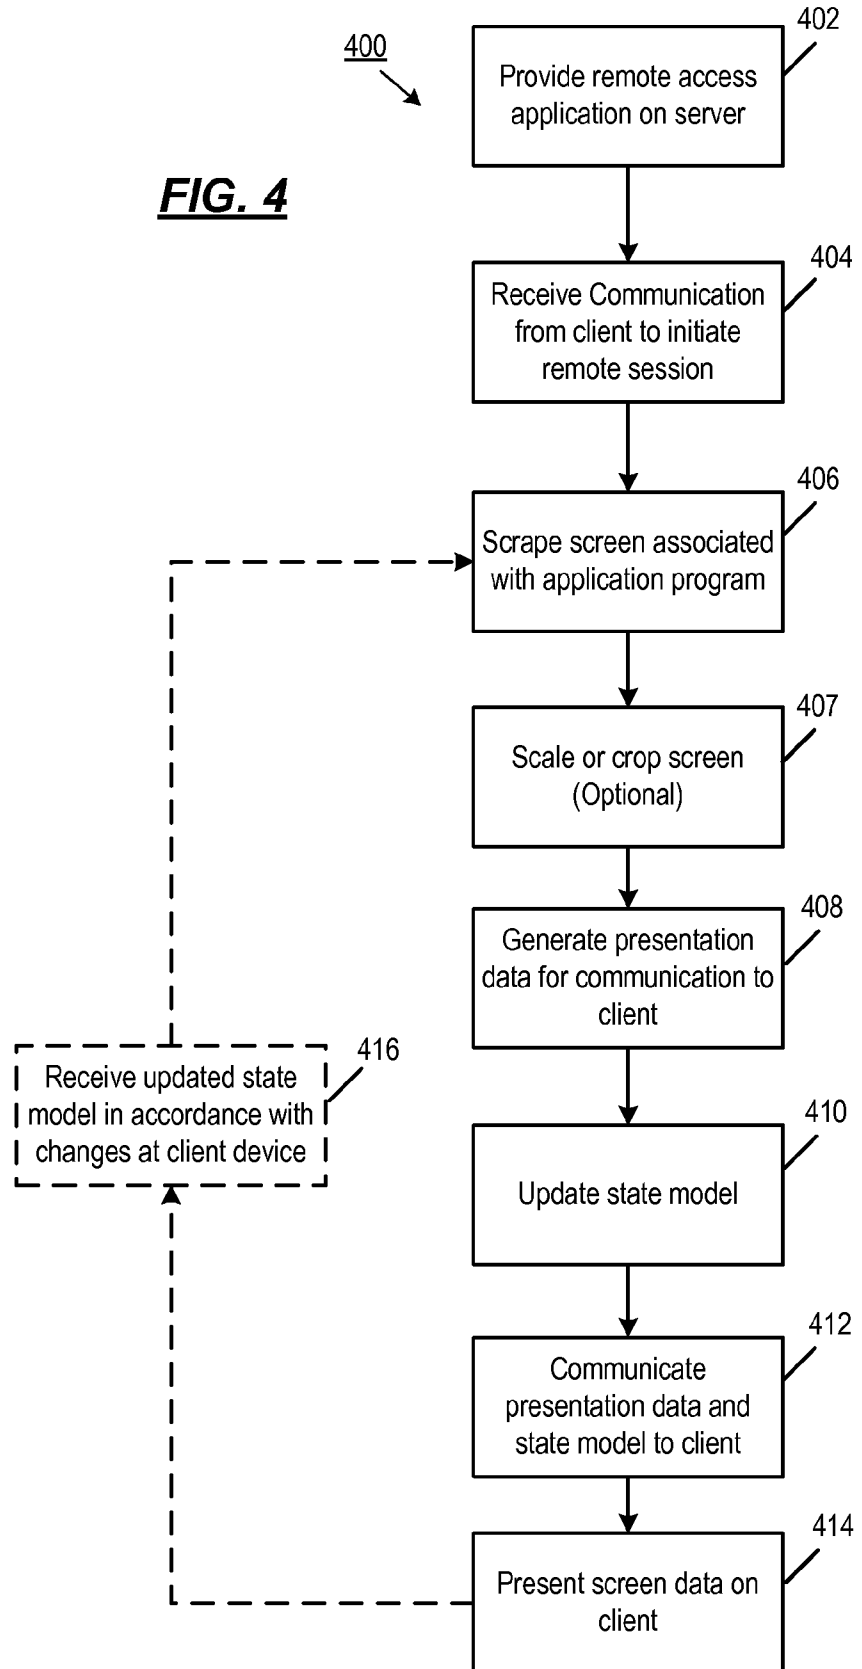 402
400
Provide remote access
application on server
FIG. 4
404
Receive Communication
from client to initiate
remote session
406
Scrape screen associated
with application program
407
Scale or crop screen
(Optional)
408
Generate presentation
data for communication to
client
416
Receive updated state
model in accordance with
changes at client device
410
Update state model
412
Communicate
presentation data and
state model to client
414
Present screen data on
client